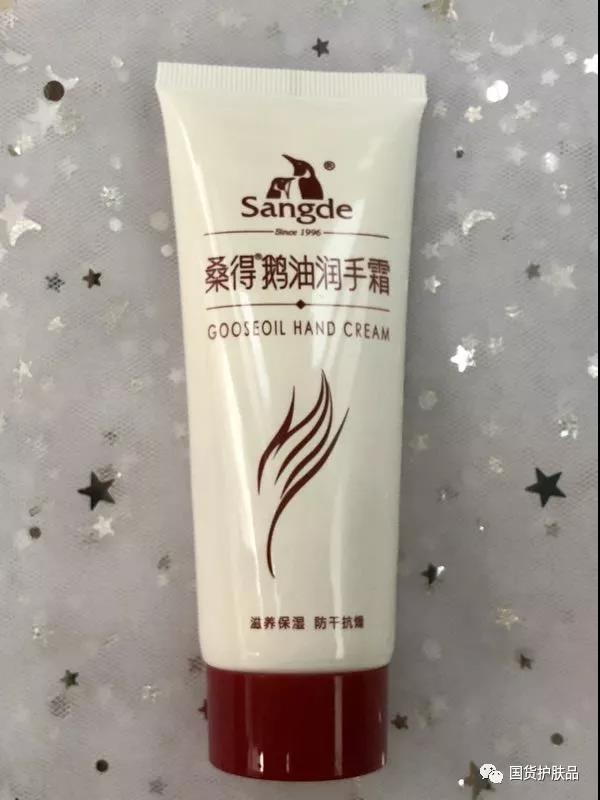 ®
Sangde
Since 1996
桑得®鹅油润手霜
GOOSEOIL HAND CREAM
滋养保湿 防干抗燥
国货护肤品